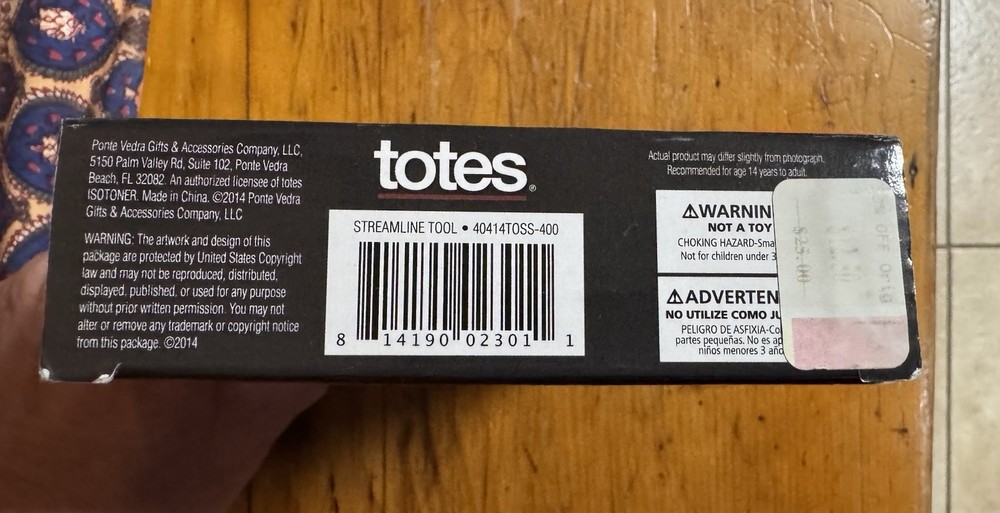 Ponte Vedra Gifts & Accessories Company, LLC,
5150 Palm Valley Rd, Suite 102, Ponte Vedra
Beach, FL 32082. An authorized licensee of totes
ISOTONER. Made in China. ©2014 Ponte Vedra
Gifts & Accessories Company, LLC
WARNING: The artwork and design of this
package are protected by United States Copyright
law and may not be reproduced, distributed,
displayed, published, or used for any purpose
without prior written permission. You may not
alter or remove any trademark or copyright notice
from this package. ©2014
totes®
STREAMLINE TOOL • 40414TOSS-400
8 14190 02301 1
Actual product may differ slightly from photograph.
Recommended for age 14 years to adult.
⚠WARNIN
NOT A TOY
CHOKING HAZARD-Sma
Not for children under 3
⚠ADVERTEN
NO UTILIZE COMO JU
PELIGRO DE ASFIXIA-Co
partes pequeñas. No es ap
niños menores 3 año
OFF Orig
$25.00